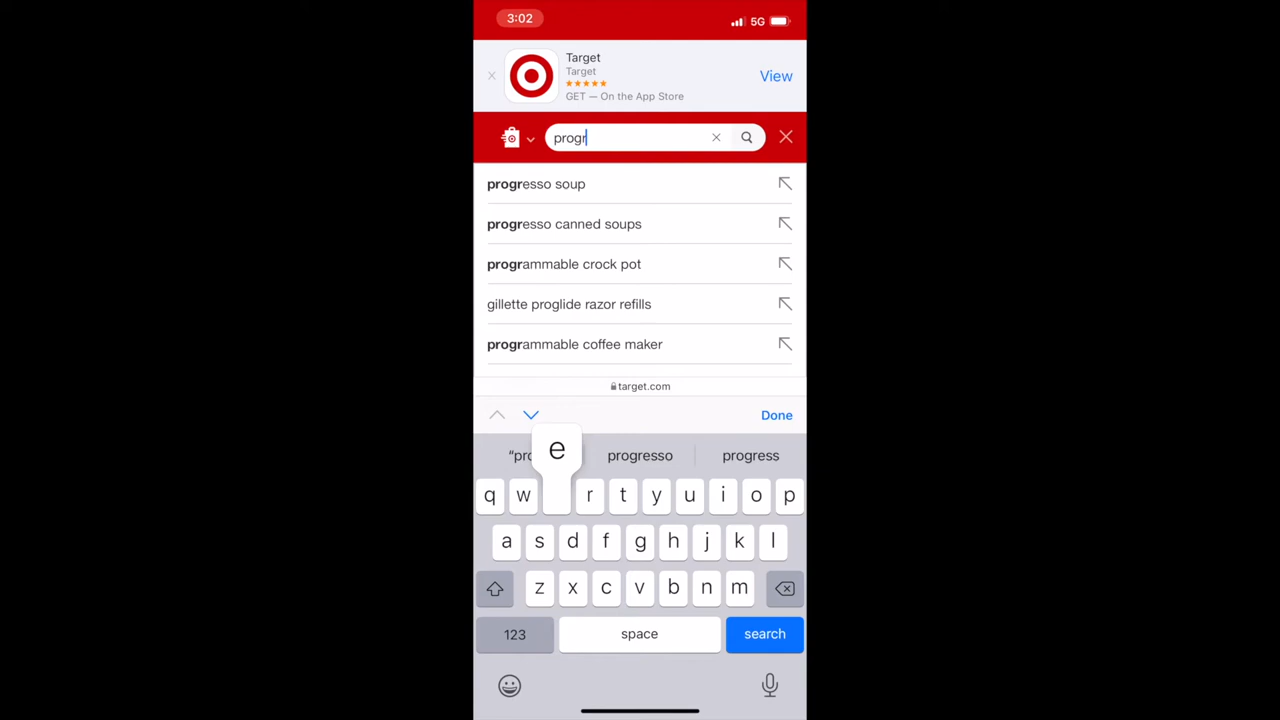 3:02
5G
Target
Target
GET — On the App Store
View
progr
progresso soup
progresso canned soups
programmable crock pot
gillette proglide razor refills
programmable coffee maker
target.com
Done
e
progresso
progress
q w r t y u i o p
a s d f g h j k l
z x c v b n m
123
space
search